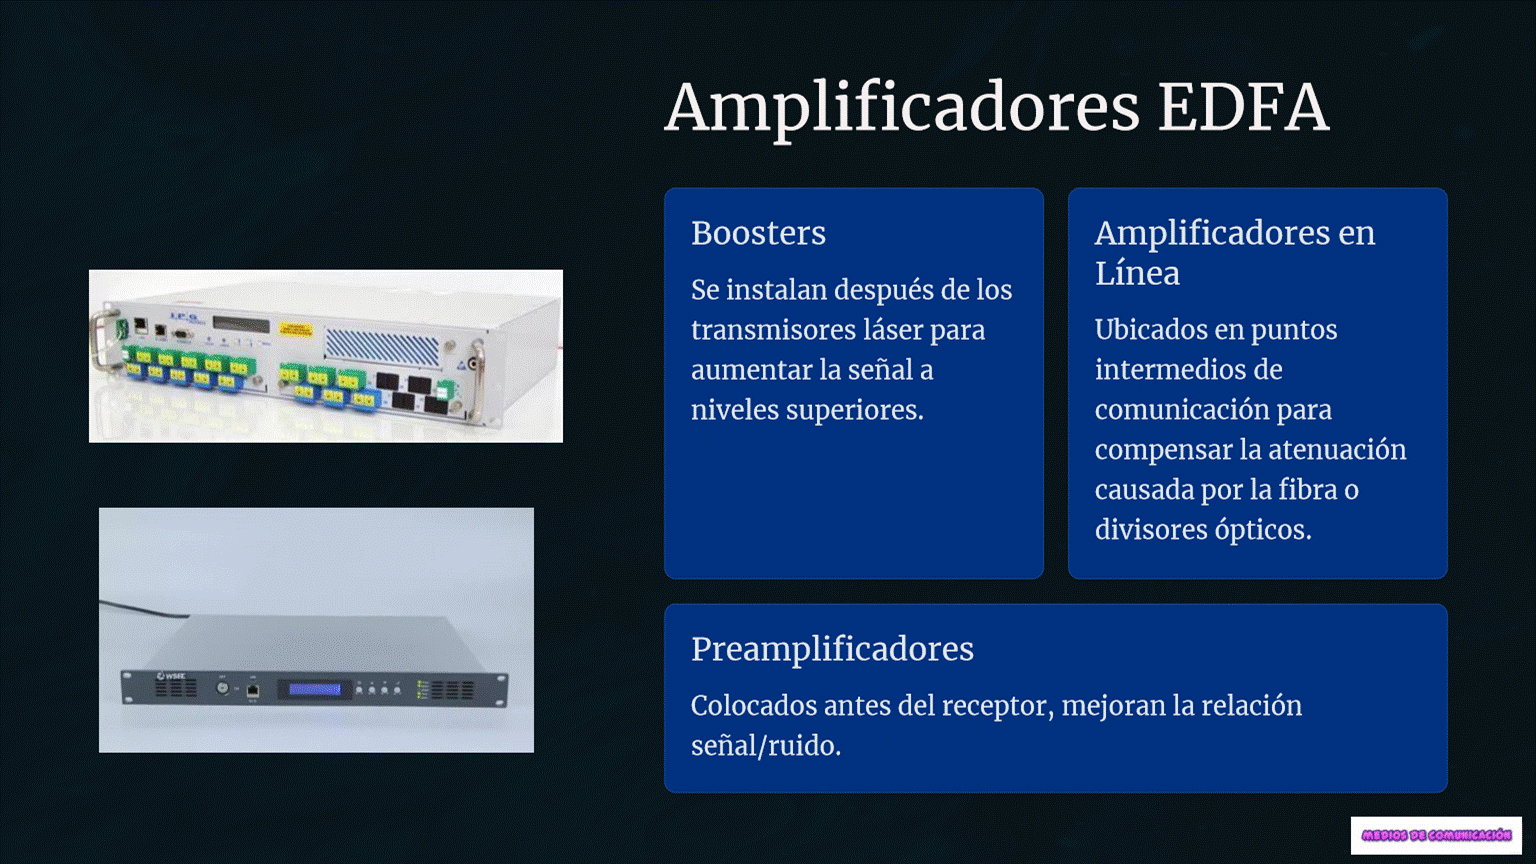 Amplificadores EDFA
Boosters
Se instalan después de los
transmisores láser para
aumentar la señal a
niveles superiores.
Amplificadores en
Línea
Ubicados en puntos
intermedios de
comunicación para
compensar la atenuación
causada por la fibra o
divisores ópticos.
Preamplificadores
Colocados antes del receptor, mejoran la relación
señal/ruido.
MEDIOS DE COMUNICACIÓN